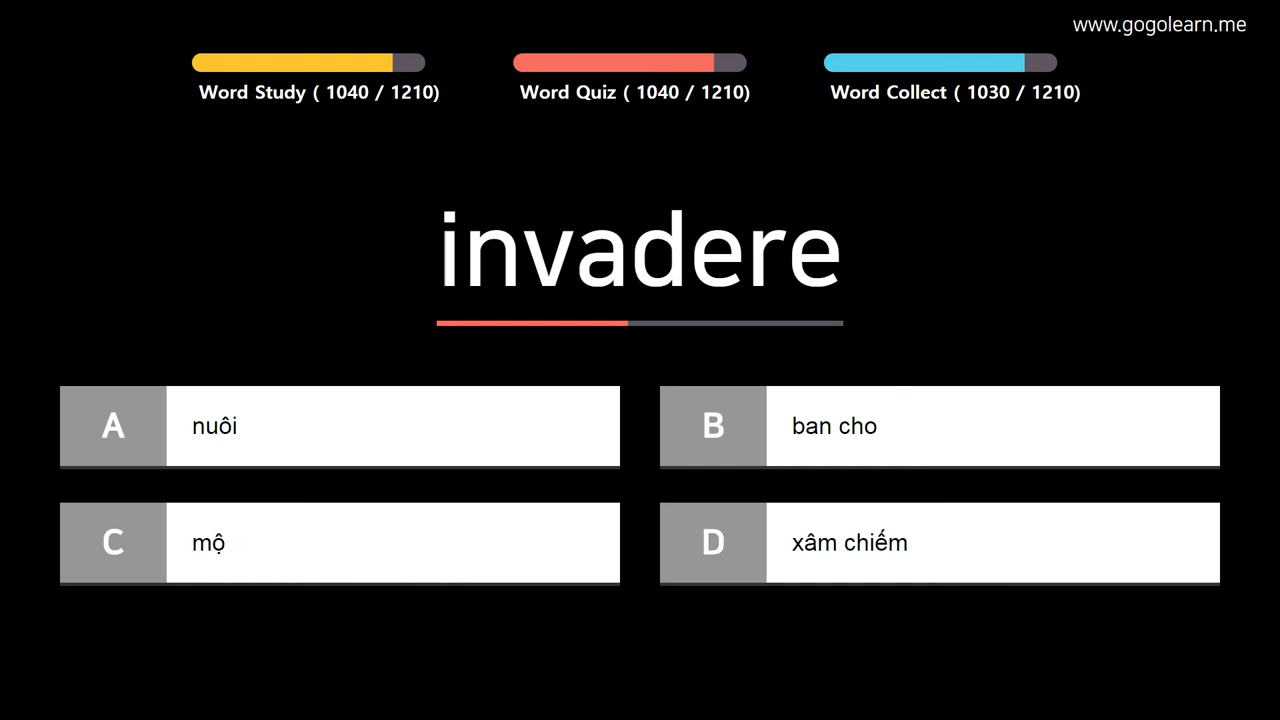 www.gogolearn.me
Word Study ( 1040 / 1210)
Word Quiz ( 1040 / 1210)
Word Collect ( 1030 / 1210)
invadere
A nuôi
B ban cho
C mộ
D xâm chiếm